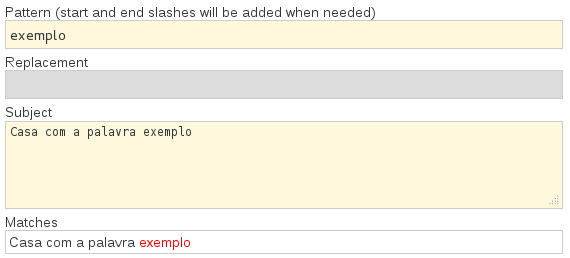 Pattern (start and end slashes will be added when needed)
exemplo
Replacement
Subject
Casa com a palavra exemplo
Matches
Casa com a palavra exemplo